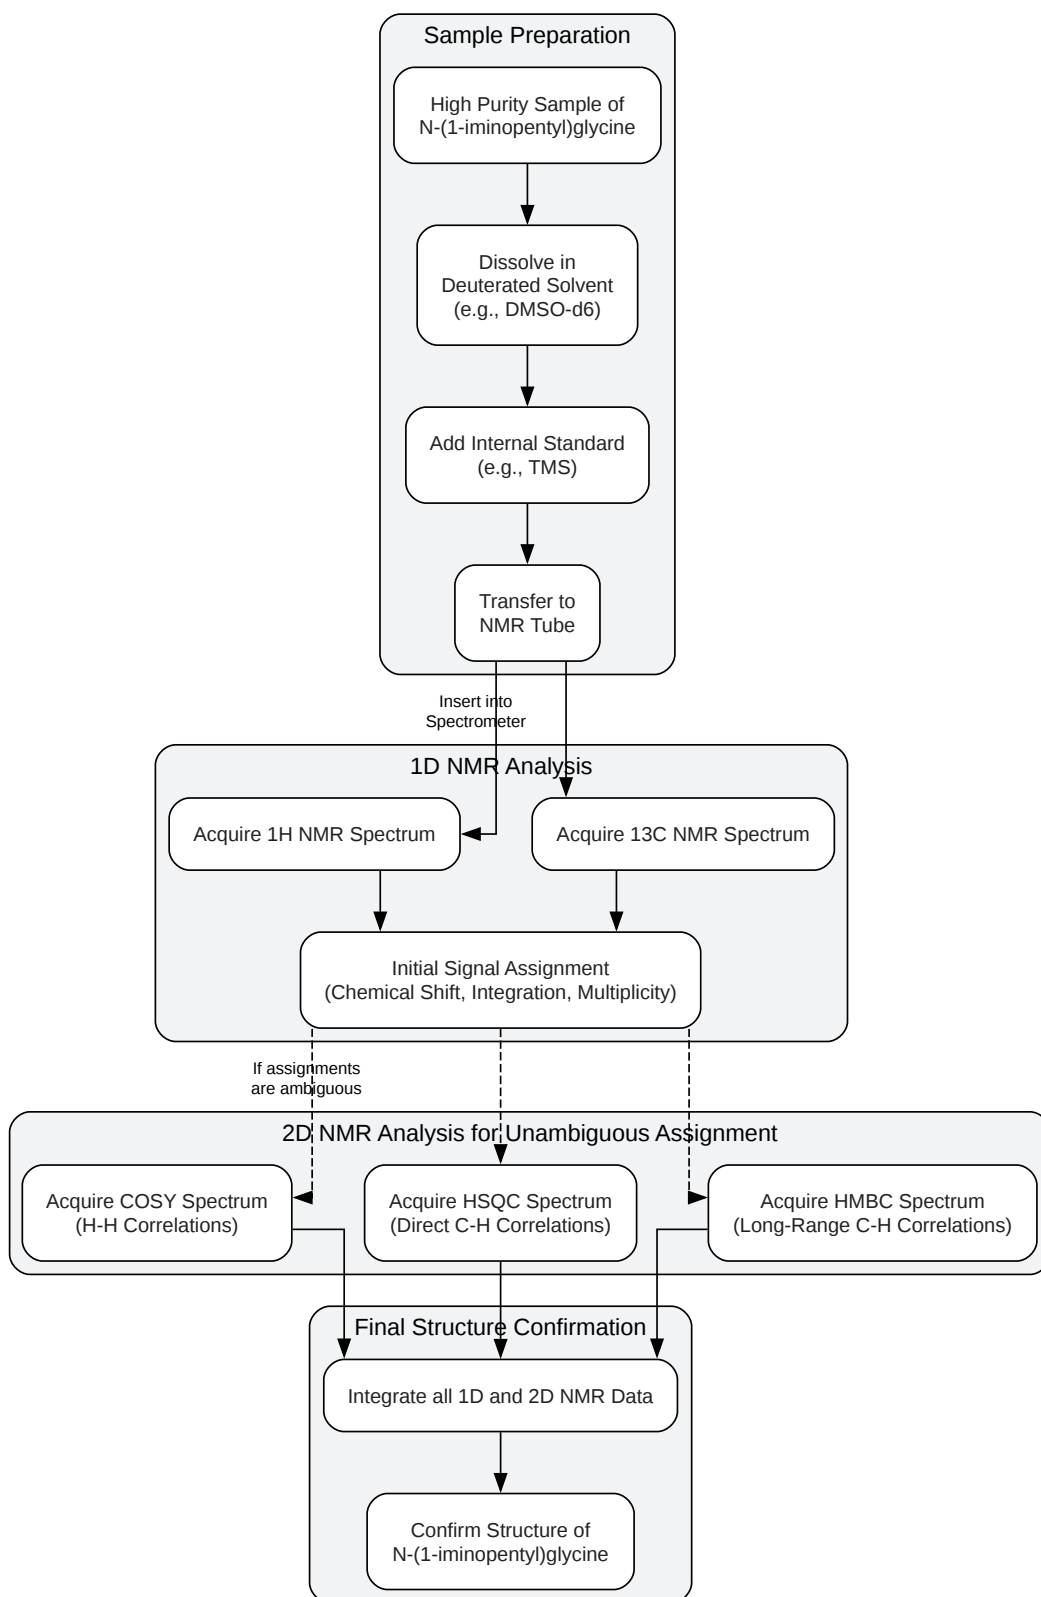 Sample Preparation
High Purity Sample of
N-(1-iminopentyl)glycine
Dissolve in
Deuterated Solvent
(e.g., DMSO-d6)
Add Internal Standard
(e.g., TMS)
Transfer to
NMR Tube
Insert into
Spectrometer
1D NMR Analysis
Acquire 1H NMR Spectrum
Acquire 13C NMR Spectrum
Initial Signal Assignment
(Chemical Shift, Integration, Multiplicity)
If assignments
are ambiguous
2D NMR Analysis for Unambiguous Assignment
Acquire COSY Spectrum
(H-H Correlations)
Acquire HSQC Spectrum
(Direct C-H Correlations)
Acquire HMBC Spectrum
(Long-Range C-H Correlations)
Final Structure Confirmation
Integrate all 1D and 2D NMR Data
Confirm Structure of
N-(1-iminopentyl)glycine